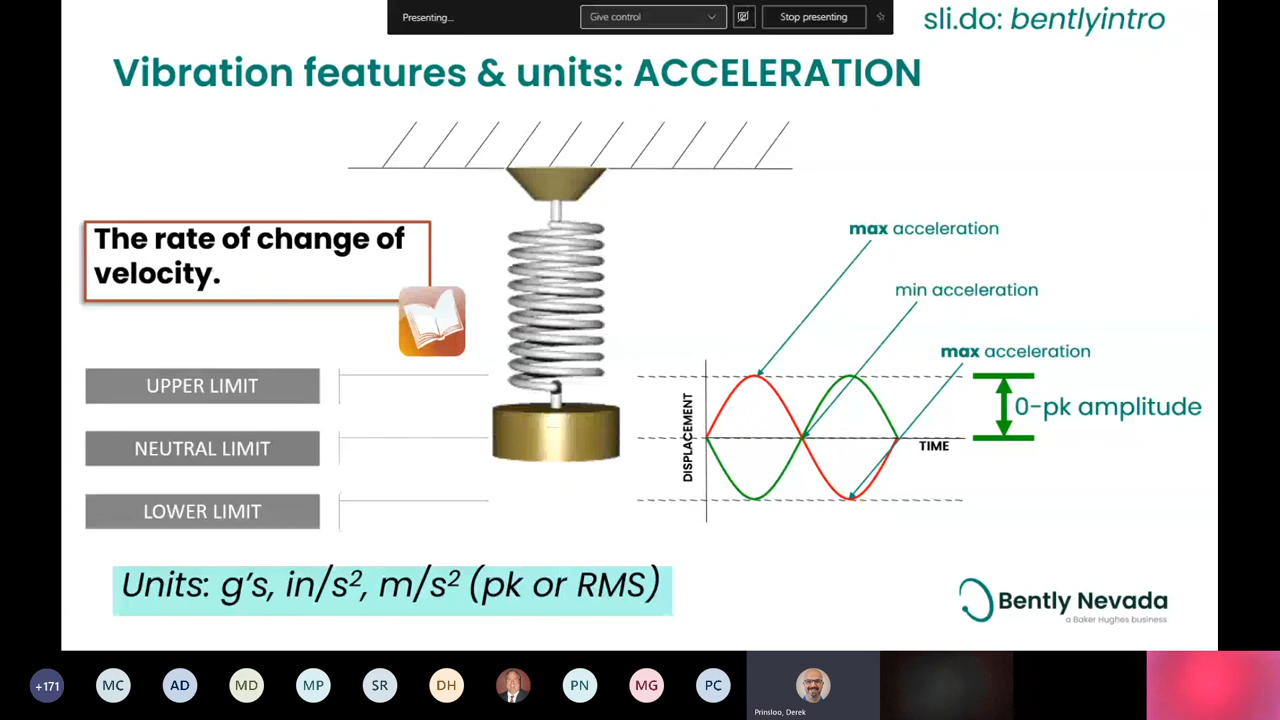 Presenting...
Give control
Stop presenting
sli.do: bentlyintro
Vibration features & units: ACCELERATION
The rate of change of
velocity.
max acceleration
min acceleration
max acceleration
UPPER LIMIT
NEUTRAL LIMIT
LOWER LIMIT
DISPLACEMENT
TIME
0-pk amplitude
Units: g's, in/s², m/s² (pk or RMS)
Bently Nevada
a Baker Hughes business
+171
MC
AD
MD
MP
SR
DH
PN
MG
PC
Prinsloo, Derek